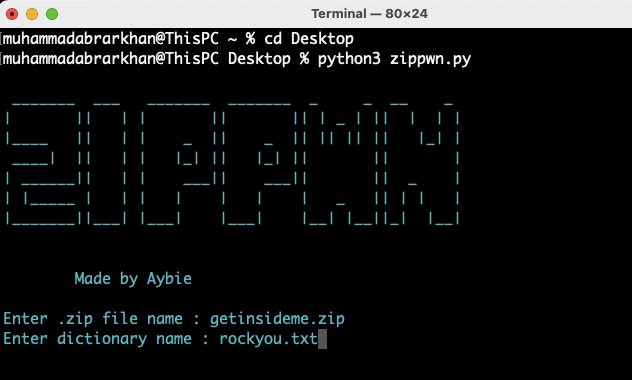 Terminal — 80×24
[muhammadabrarkhan@ThisPC ~ % cd Desktop
[muhammadabrarkhan@ThisPC Desktop % python3 zippwn.py
ZIPPWN
Made by Aybie
Enter .zip file name : getinsideme.zip
Enter dictionary name : rockyou.txt